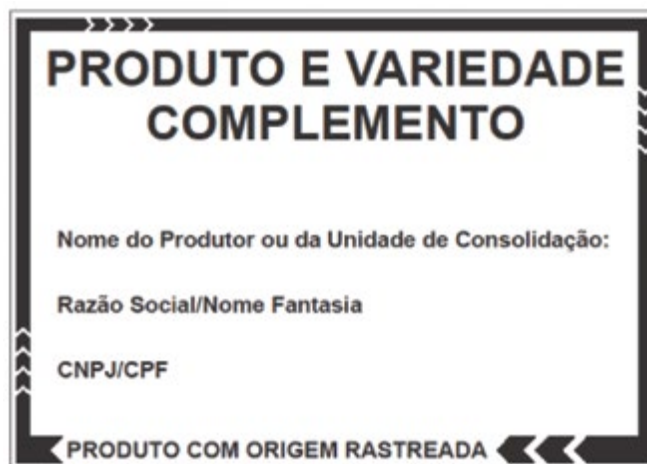 PRODUTO E VARIEDADE
COMPLEMENTO
Nome do Produtor ou da Unidade de Consolidação:
Razão Social/Nome Fantasia
CNPJ/CPF
PRODUTO COM ORIGEM RASTREADA